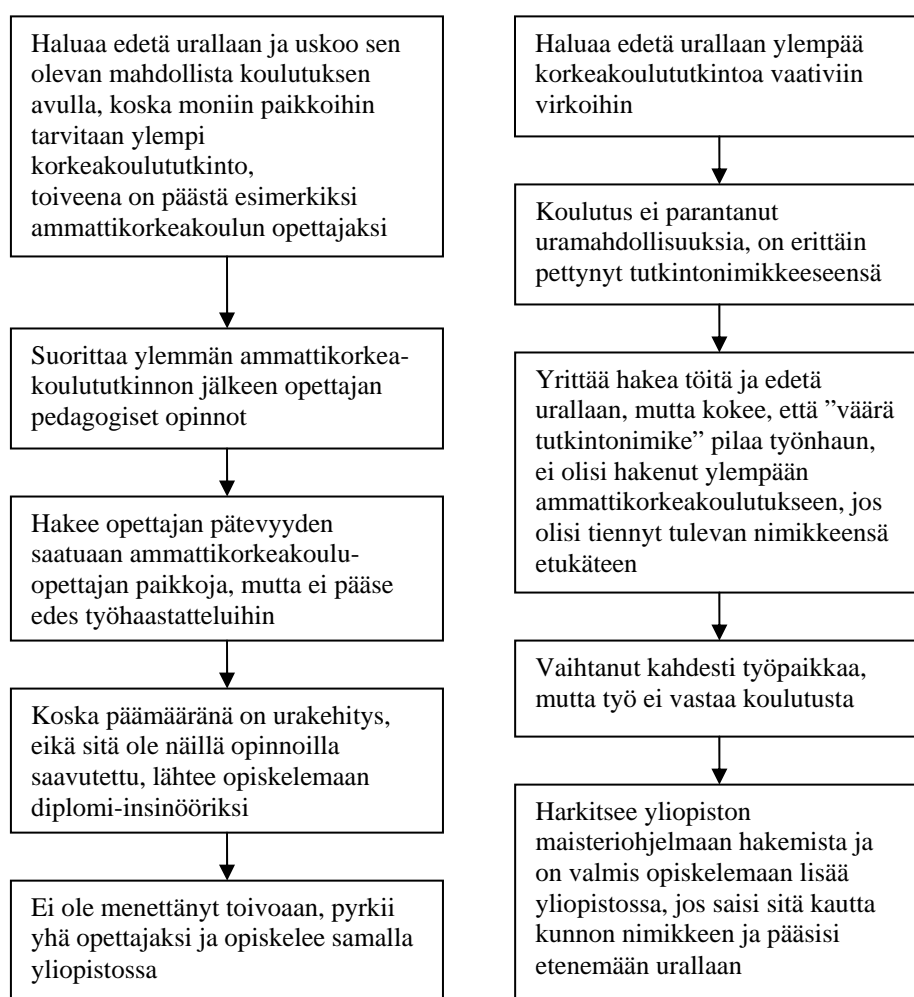 Haluaa edetä urallaan ja uskoo sen
olevan mahdollista koulutuksen
avulla, koska moniin paikkoihin
tarvitaan ylempi
korkeakoulututkinto,
toiveena on päästä esimerkiksi
ammattikorkeakoulun opettajaksi
Suorittaa ylemmän ammattikorkea-
koulututkinnon jälkeen opettajan
pedagogiset opinnot
Hakee opettajan pätevyyden
saatuaan ammattikorkeakoulu-
opettajan paikkoja, mutta ei pääse
edes työhaastatteluihin
Koska päämääränä on urakehitys,
eikä sitä ole näillä opinnoilla
saavutettu, lähtee opiskelemaan
diplomi-insinööriksi
Ei ole menettänyt toivoaan, pyrkii
yhä opettajaksi ja opiskelee samalla
yliopistossa
Haluaa edetä urallaan ylempää
korkeakoulututkintoa vaativiin
virkoihin
Koulutus ei parantanut
uramahdollisuuksia, on erittäin
pettynyt tutkintonimikkeeseensä
Yrittää hakea töitä ja edetä
urallaan, mutta kokee, että ”väärä
tutkintonimike” pilaa työnhaun,
ei olisi hakenut ylempään
ammattikorkeakoulutukseen, jos
olisi tiennyt tulevan nimikkeensä
etukäteen
Vaihtanut kahdesti työpaikkaa,
mutta työ ei vastaa koulutusta
Harkitsee yliopiston
maisteriohjelmaan hakemista ja
on valmis opiskelemaan lisää
yliopistossa, jos saisi sitä kautta
kunnon nimikkeen ja pääsisi
etenemään urallaan